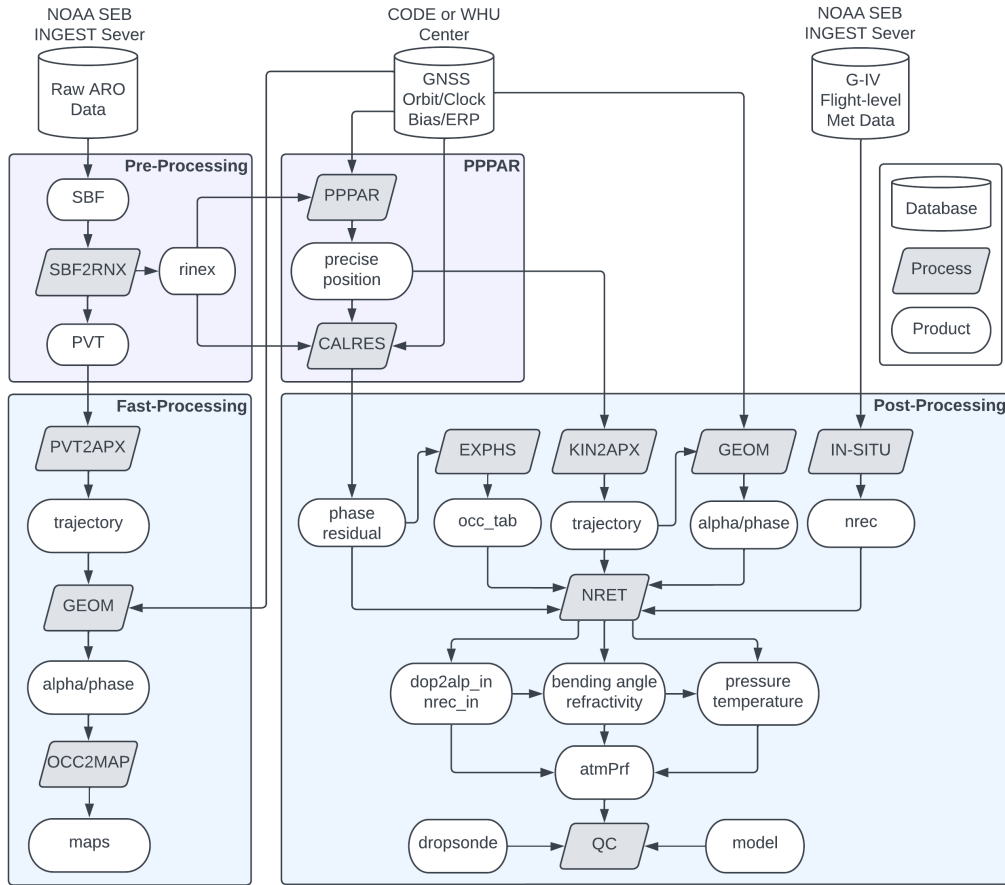 NOAA SEB
INGEST Sever
CODE or WHU
Center
NOAA SEB
INGEST Sever
Raw ARO
Data
GNSS
Orbit/Clock
Bias/ERP
G-IV
Flight-level
Met Data
Pre-Processing
SBF
SBF2RNX
rinex
PVT
PPPAR
PPPAR
precise
position
CALRES
Database
Process
Product
Fast-Processing
PVT2APX
trajectory
GEOM
alpha/phase
OCC2MAP
maps
Post-Processing
EXPHS
KIN2APX
GEOM
IN-SITU
phase
residual
occ_tab
trajectory
alpha/phase
nrec
NRET
dop2alp_in
nrec_in
bending angle
refractivity
pressure
temperature
atmPrf
dropsonde
QC
model